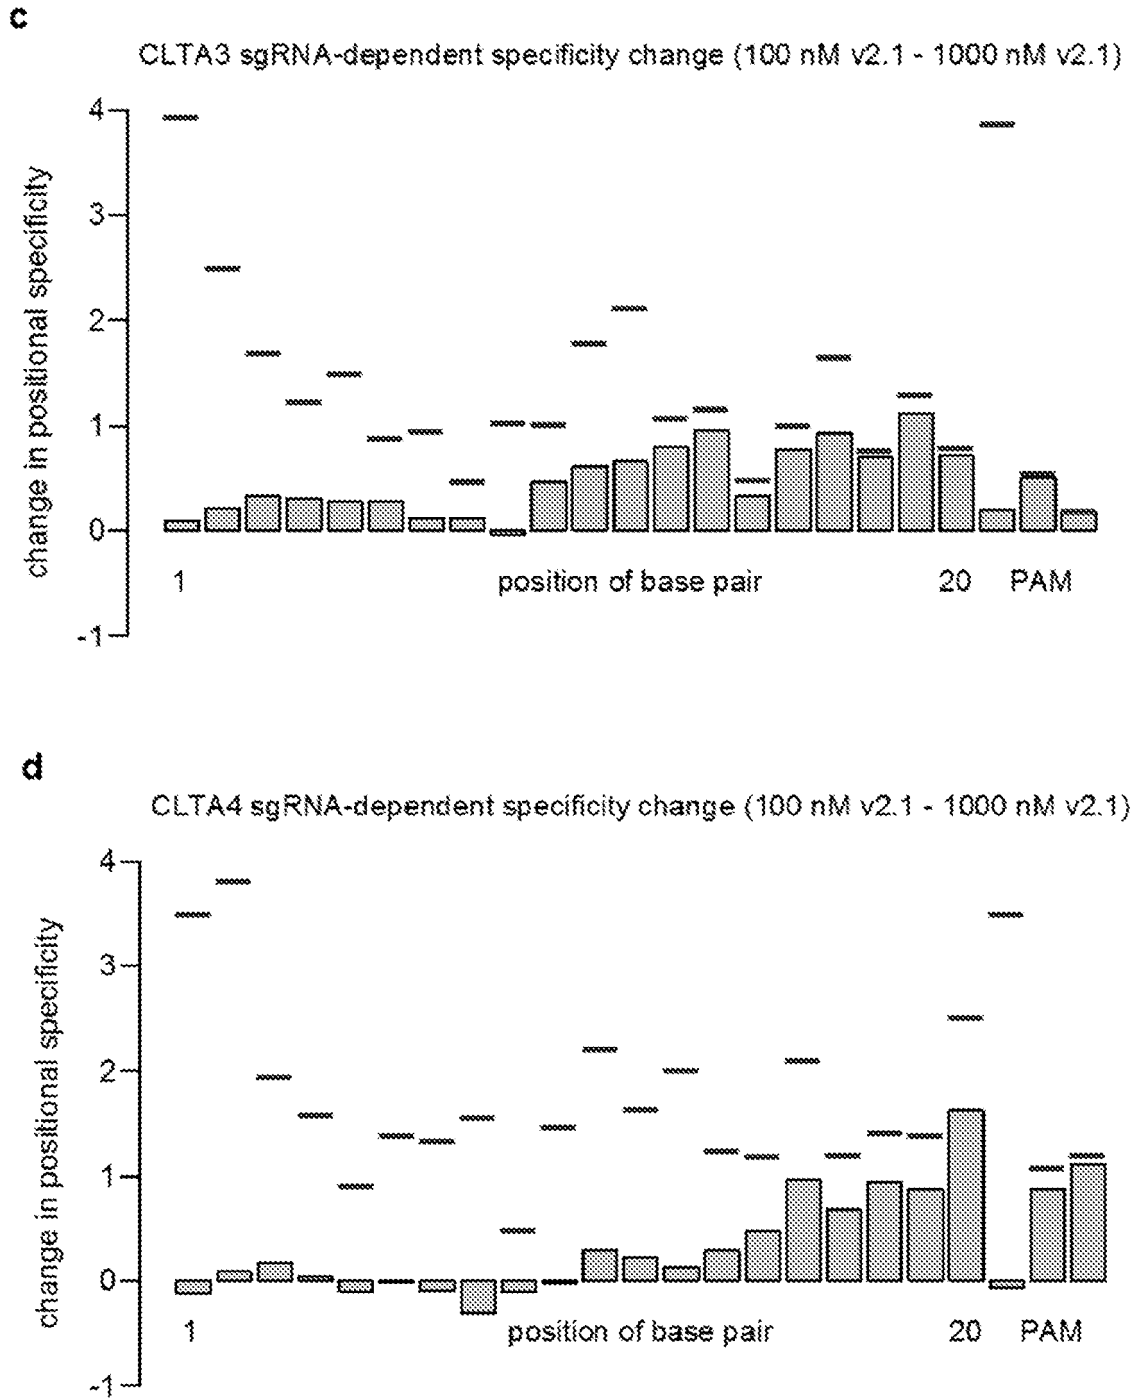 c
CLTA3 sgRNA-dependent specificity change (100 nM v2.1 - 1000 nM v2.1)
change in positional specificity
4
3
2
1
0
-1
1 position of base pair 20 PAM
d
CLTA4 sgRNA-dependent specificity change (100 nM v2.1 - 1000 nM v2.1)
change in positional specificity
4
3
2
1
0
-1
1 position of base pair 20 PAM